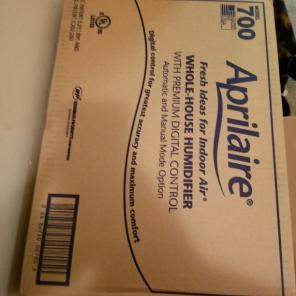 MODEL
700
Aprilaire®
Fresh Ideas for Indoor Air®
WHOLE-HOUSE HUMIDIFIER
WITH PREMIUM DIGITAL CONTROL
Automatic and Manual Mode Option
Digital control for greatest accuracy and maximum comfort